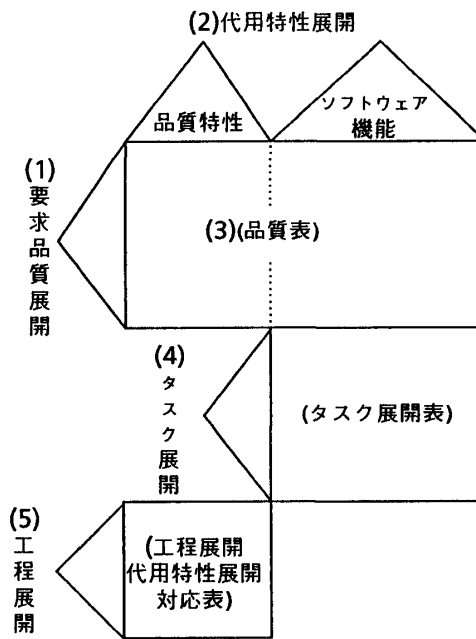 (2)代用特性展開
品質特性
ソフトウェア
機能
(1)
要求品質展開
(3)(品質表)
(4)
タスク展開
(タスク展開表)
(5)
工程展開
(工程展開
代用特性展開
対応表)